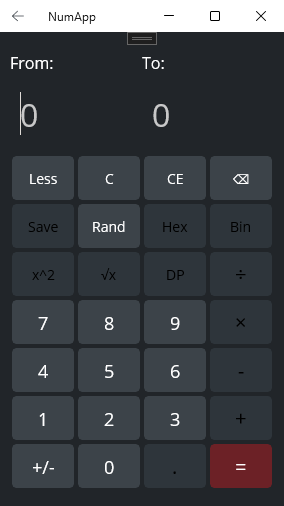 NumApp
From: To:
0 0
Less C CE ⌫
Save Rand Hex Bin
x^2 √x DP ÷
7 8 9 ×
4 5 6 -
1 2 3 +
+/- 0 . =